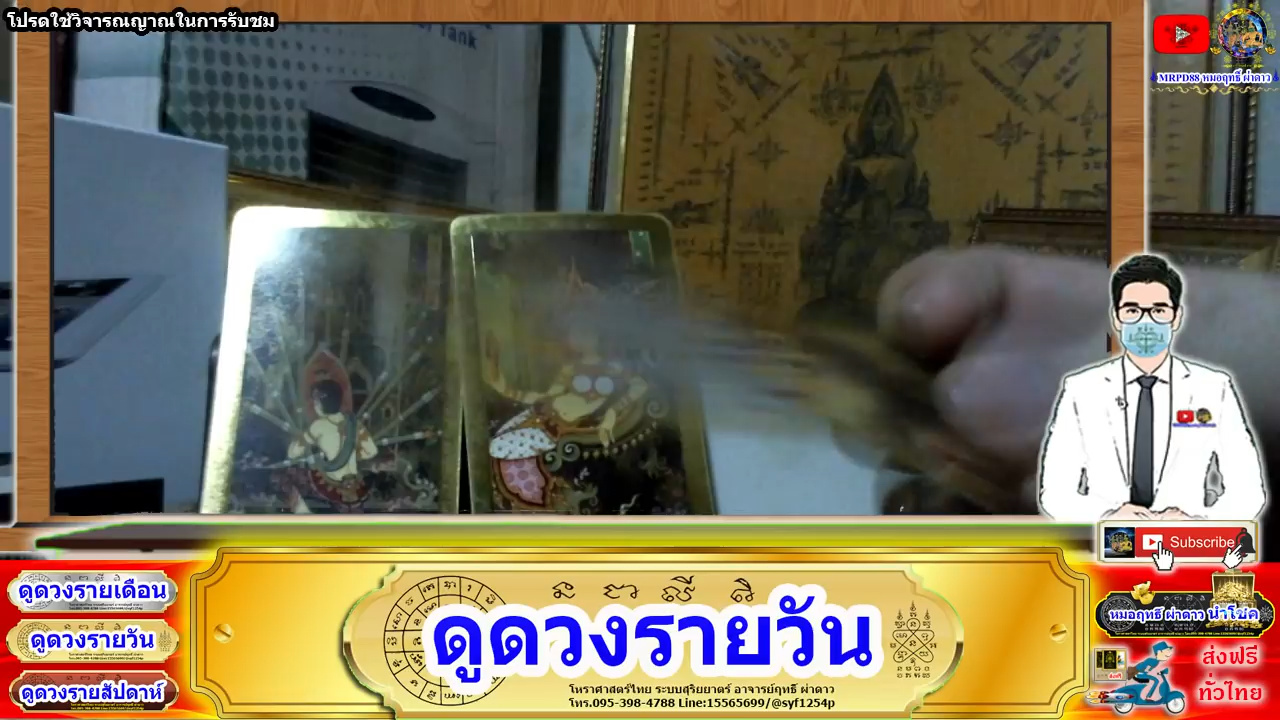 โปรดใช้วิจารณญาณในการรับชม
Tank
MRPD88 หมอฤทธิ์ ผ่าดาว
Subscribe
ดูดวงรายเดือน
ดูดวงรายวัน
ดูดวงรายสัปดาห์
ดูดวงรายวัน
โหราศาสตร์ไทย ระบบสุริยยาตร์ อาจารย์ฤทธิ์ ผ่าดาว
โทร.095-398-4788 Line:15565699/@syf1254p
หมอฤทธิ์ ผ่าดาว นำโชค
ส่งฟรี
ทั่วไทย